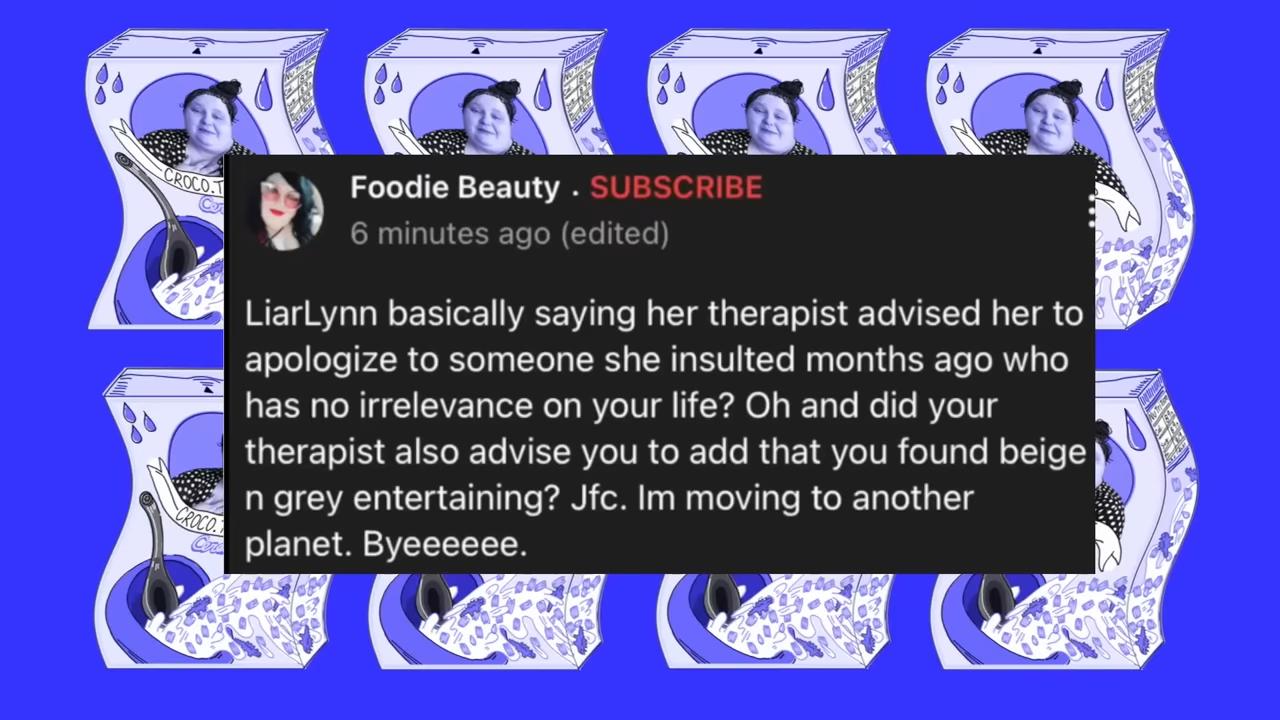 CROCO.T
Foodie Beauty · SUBSCRIBE
6 minutes ago (edited)
LiarLynn basically saying her therapist advised her to
apologize to someone she insulted months ago who
has no irrelevance on your life? Oh and did your
therapist also advise you to add that you found beige
n grey entertaining? Jfc. Im moving to another
planet. Byeeeeee.
CROCO.T